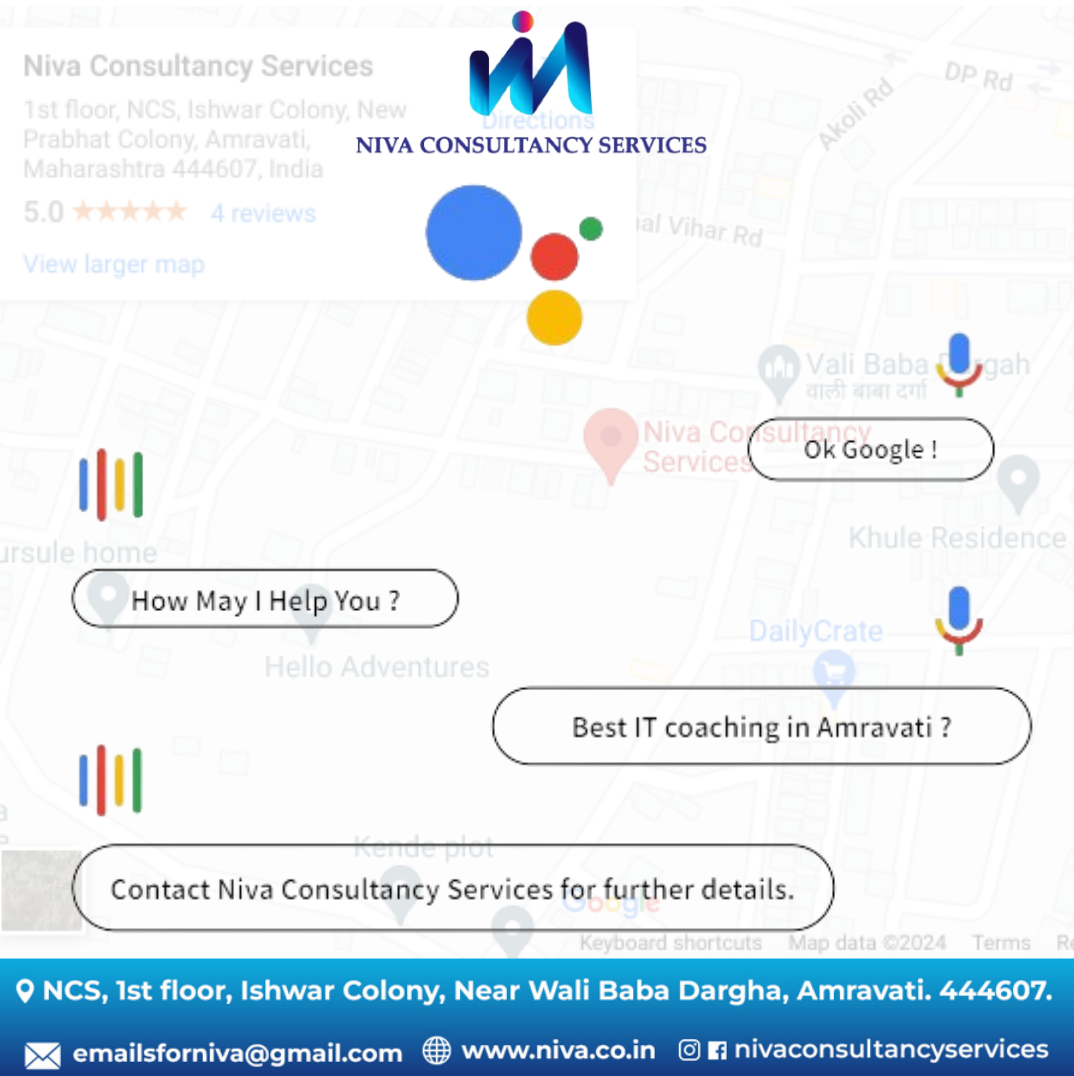 Niva Consultancy Services
1st floor, NCS, Ishwar Colony, New
Prabhat Colony, Amravati,
Maharashtra 444607, India
5.0 4 reviews
View larger map
Directions
NIVA CONSULTANCY SERVICES
DP Rd
Akoli Rd
al Vihar Rd
Vali Baba Dargah
वाली बाबा दर्गा
Niva Consultancy
Services
Ok Google !
Khule Residence
ursule home
How May I Help You ?
Hello Adventures
DailyCrate
Best IT coaching in Amravati ?
Kende plot
Contact Niva Consultancy Services for further details.
Google
Keyboard shortcuts Map data ©2024 Terms Re
NCS, 1st floor, Ishwar Colony, Near Wali Baba Dargha, Amravati. 444607.
emailsforniva@gmail.com www.niva.co.in nivaconsultancyservices